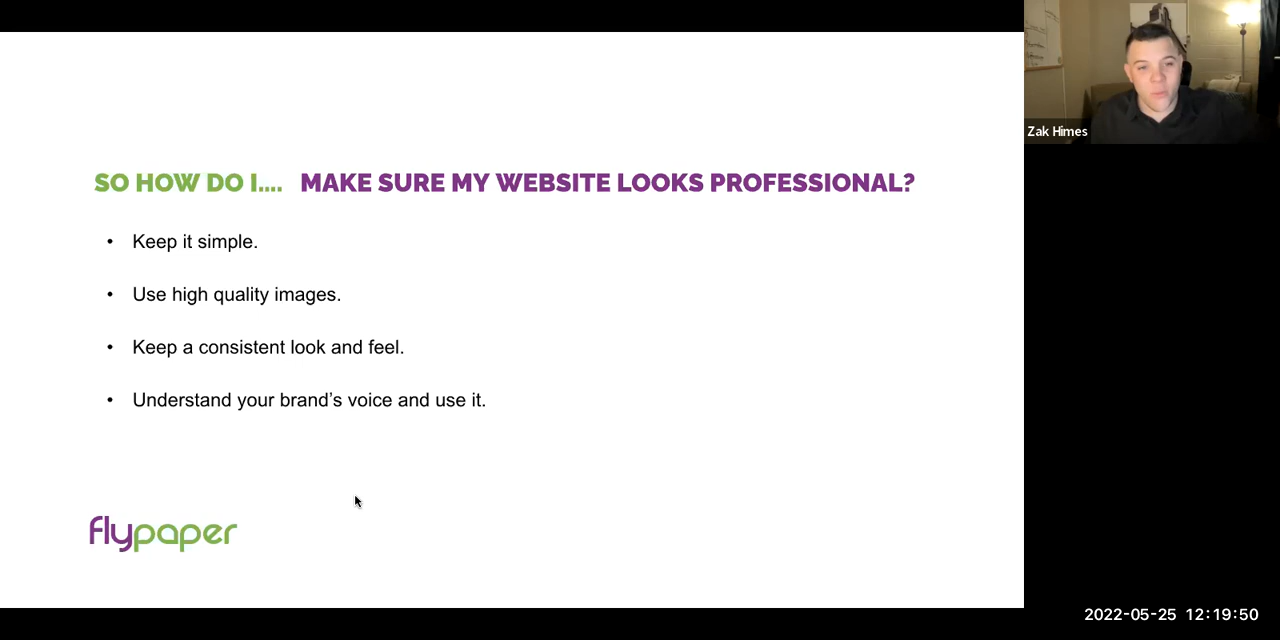 SO HOW DO I.... MAKE SURE MY WEBSITE LOOKS PROFESSIONAL?
• Keep it simple.
• Use high quality images.
• Keep a consistent look and feel.
• Understand your brand’s voice and use it.
flypaper
Zak Himes
2022-05-25 12:19:50